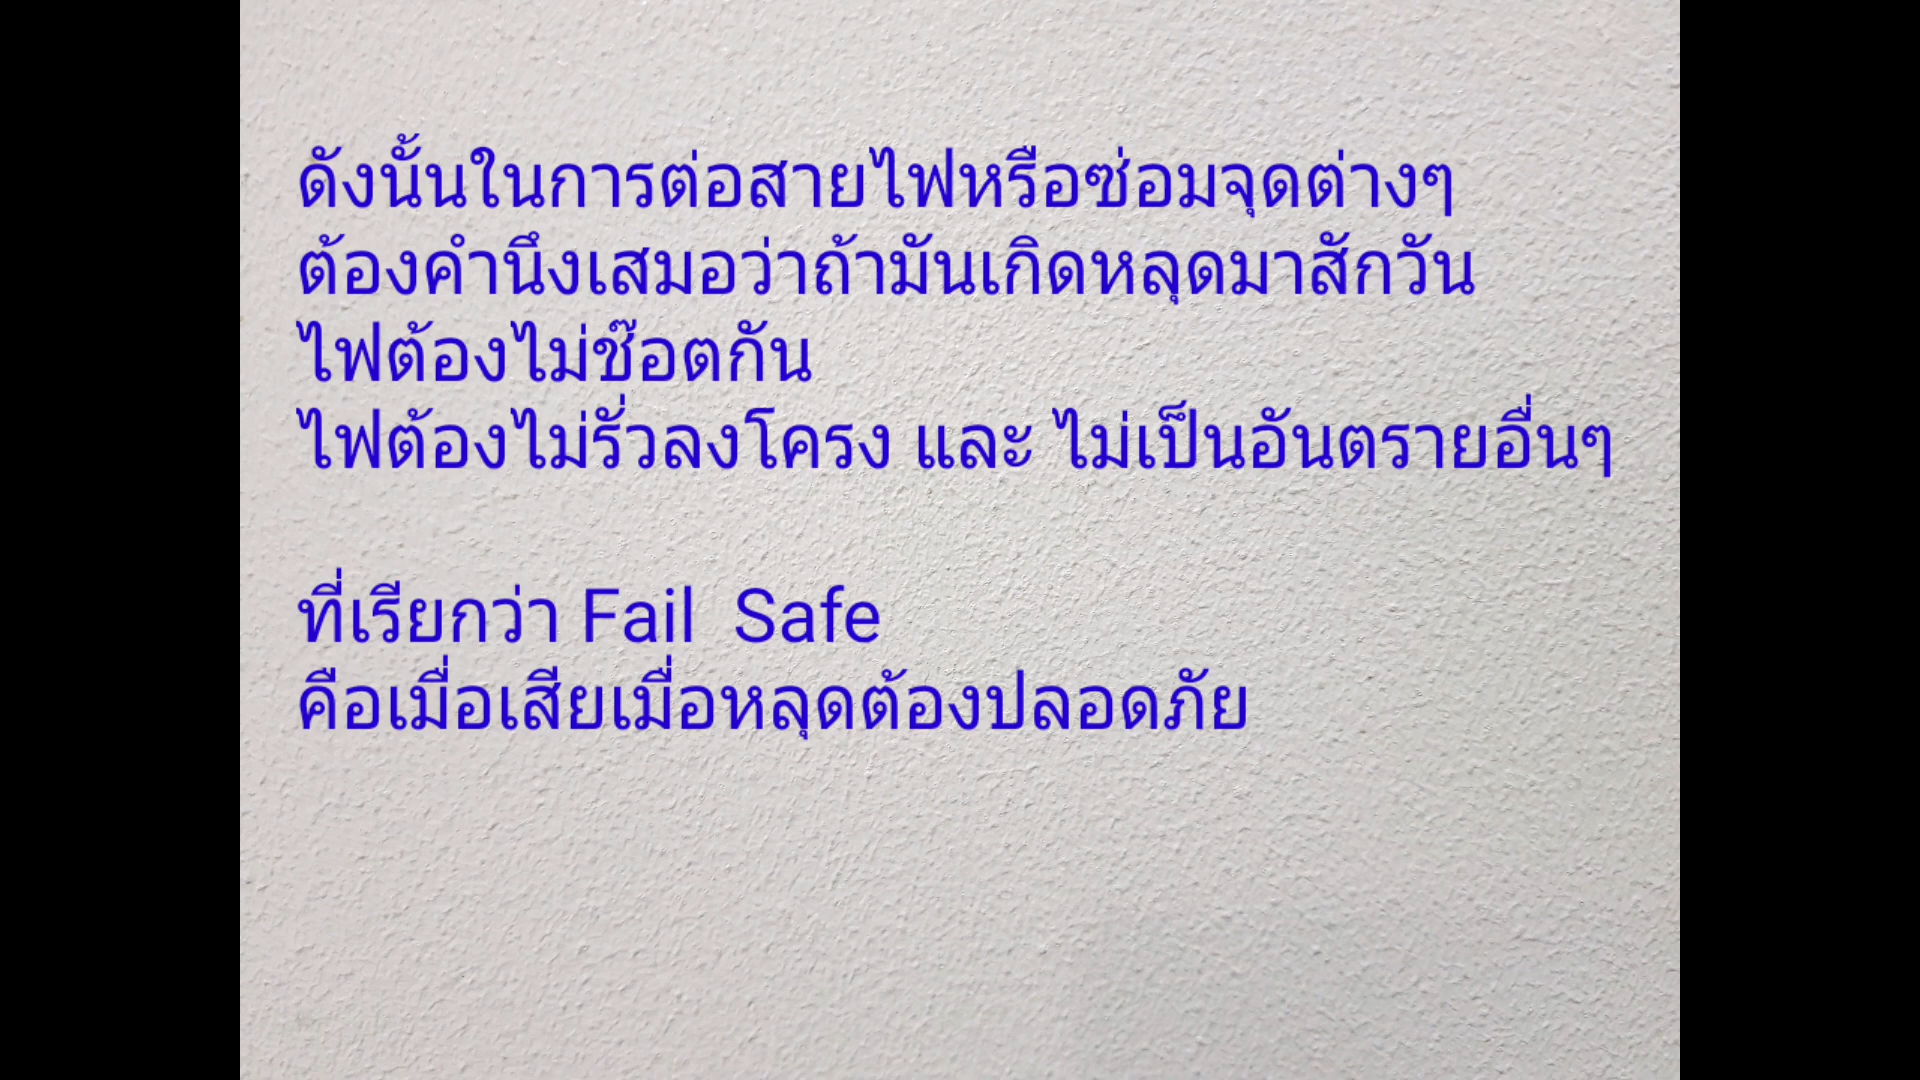 ดังนั้นในการต่อสายไฟหรือซ่อมจุดต่างๆ
ต้องคำนึงเสมอว่าถ้ามันเกิดหลุดมาสักวัน
ไฟต้องไม่ช๊อตกัน
ไฟต้องไม่รั่วลงโครง และ ไม่เป็นอันตรายอื่นๆ
ที่เรียกว่า Fail  Safe
คือเมื่อเสียเมื่อหลุดต้องปลอดภัย